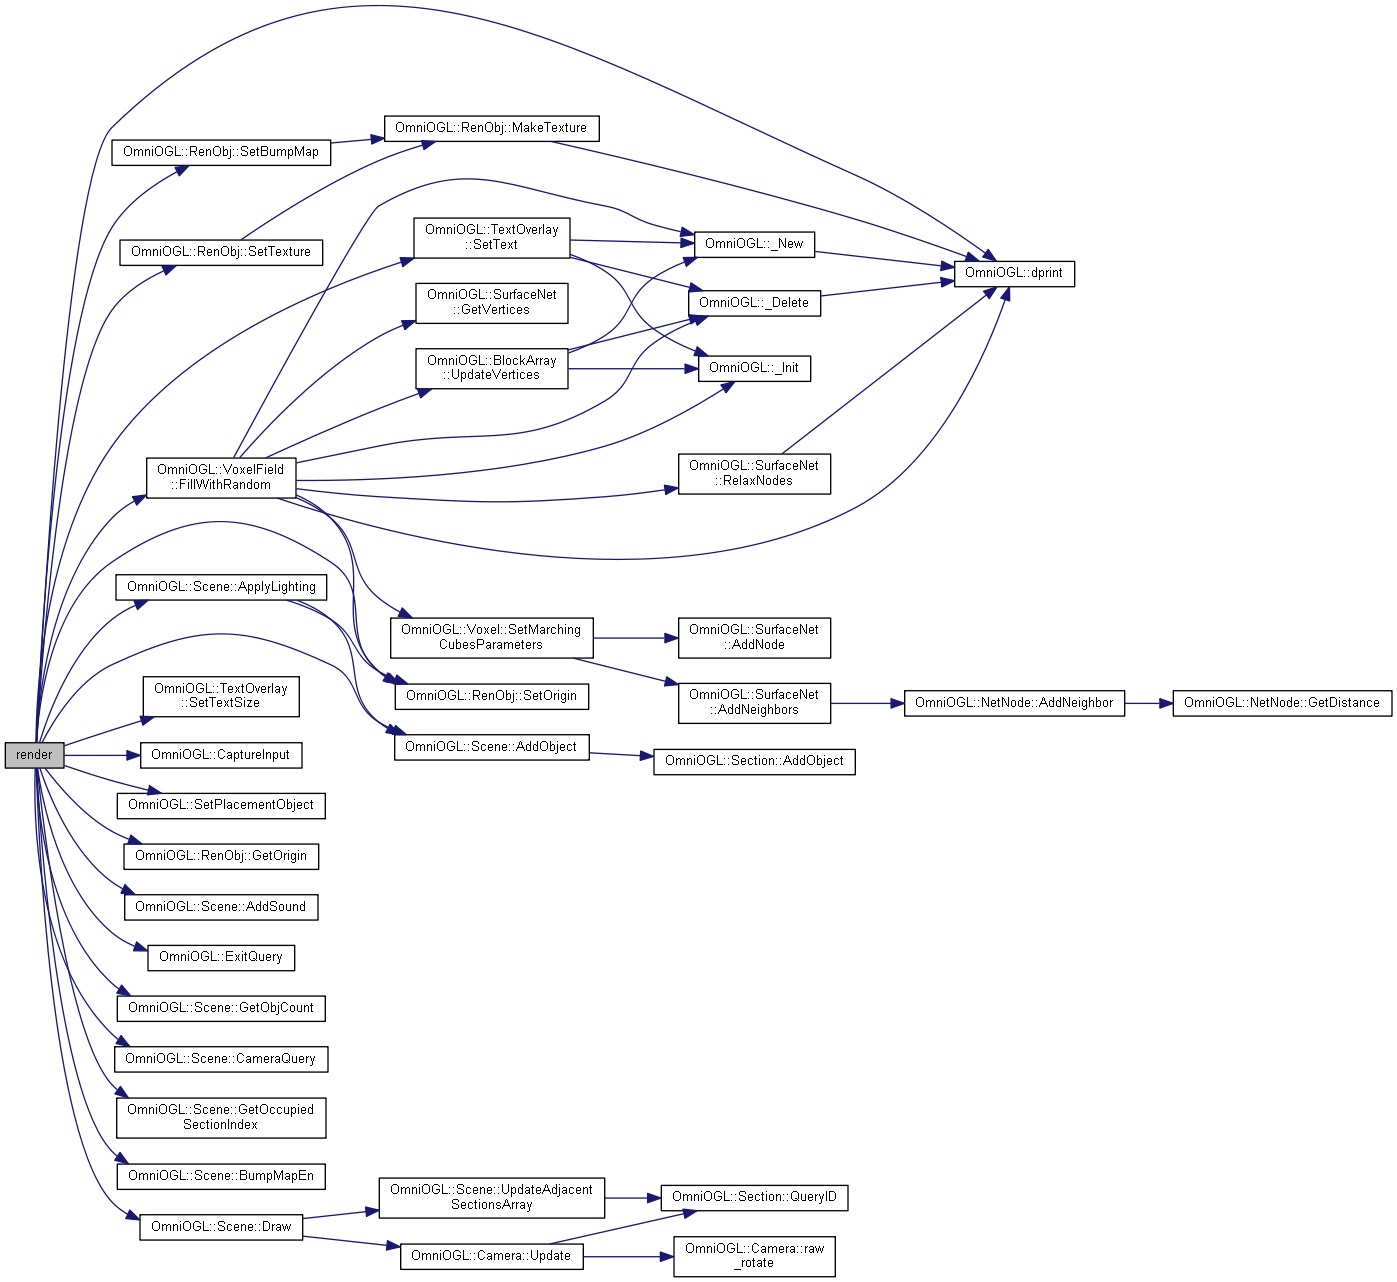 OmniOGL::RenObj::MakeTexture
OmniOGL::RenObj::SetBumpMap
OmniOGL::RenObj::SetTexture
OmniOGL::TextOverlay
::SetText
OmniOGL::_New
OmniOGL::dprint
OmniOGL::SurfaceNet
::GetVertices
OmniOGL::_Delete
OmniOGL::BlockArray
::UpdateVertices
OmniOGL::_Init
OmniOGL::VoxelField
::FillWithRandom
OmniOGL::SurfaceNet
::RelaxNodes
OmniOGL::Scene::ApplyLighting
OmniOGL::Voxel::SetMarching
CubesParameters
OmniOGL::SurfaceNet
::AddNode
OmniOGL::TextOverlay
::SetTextSize
OmniOGL::RenObj::SetOrigin
OmniOGL::SurfaceNet
::AddNeighbors
OmniOGL::NetNode::AddNeighbor
OmniOGL::NetNode::GetDistance
render
OmniOGL::CaptureInput
OmniOGL::Scene::AddObject
OmniOGL::Section::AddObject
OmniOGL::SetPlacementObject
OmniOGL::RenObj::GetOrigin
OmniOGL::Scene::AddSound
OmniOGL::ExitQuery
OmniOGL::Scene::GetObjCount
OmniOGL::Scene::CameraQuery
OmniOGL::Scene::GetOccupied
SectionIndex
OmniOGL::Scene::BumpMapEn
OmniOGL::Scene::UpdateAdjacent
SectionsArray
OmniOGL::Section::QueryID
OmniOGL::Scene::Draw
OmniOGL::Camera::Update
OmniOGL::Camera::raw
_rotate